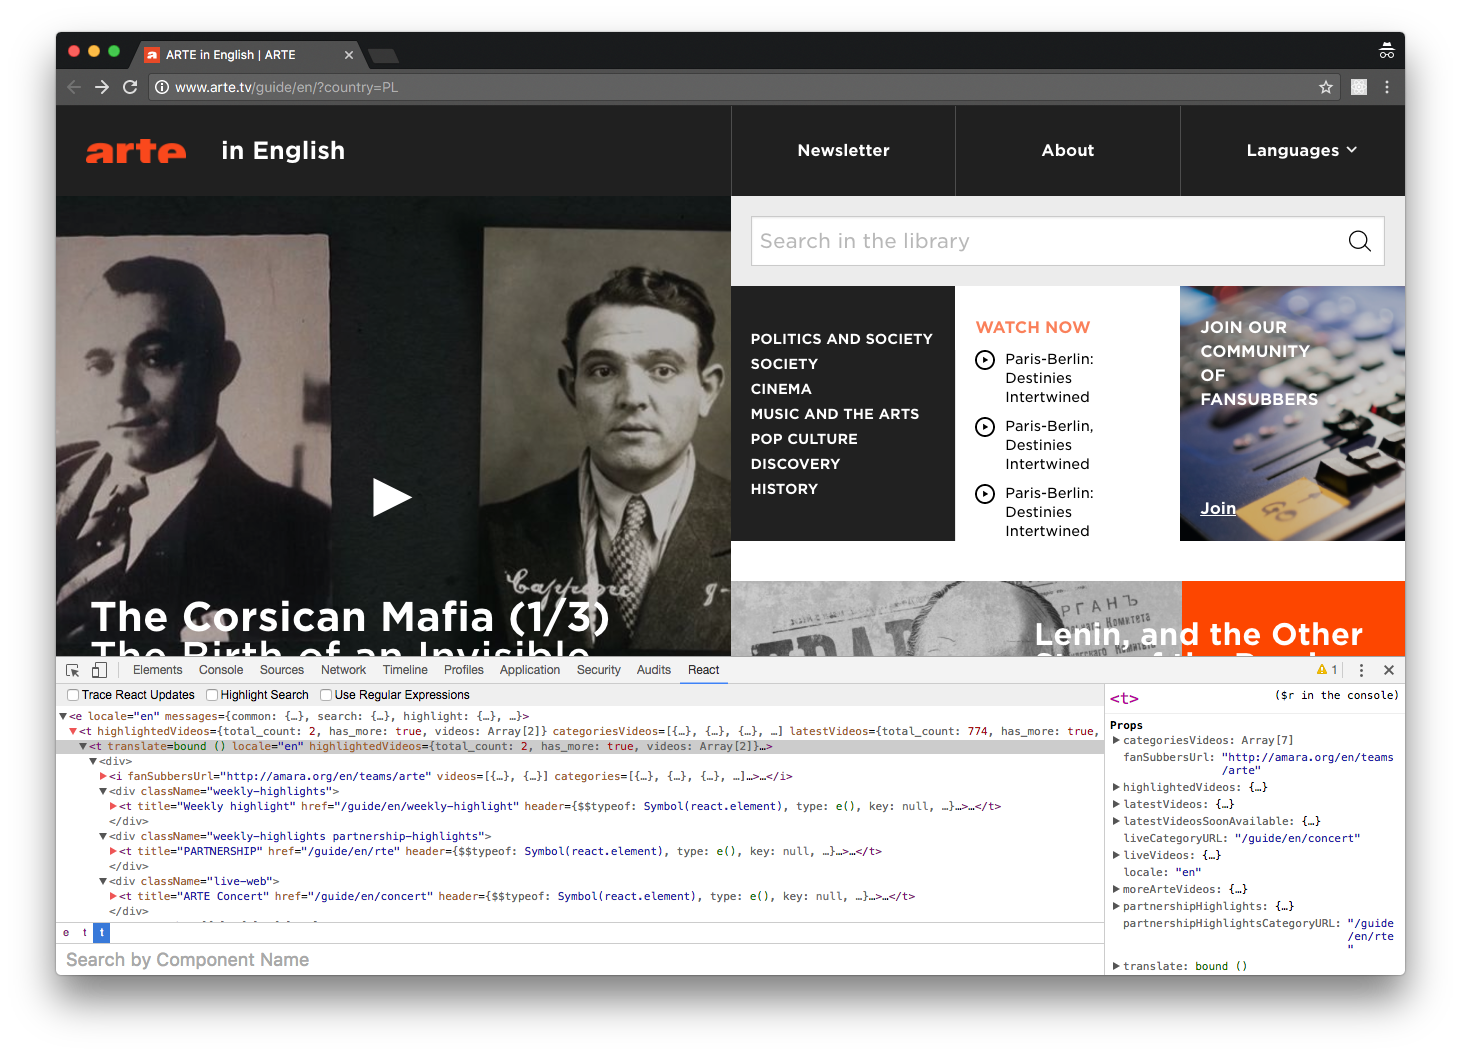 a ARTE in English | ARTE
www.arte.tv/guide/en/?country=PL
arte in English
Newsletter
About
Languages
Search in the library
POLITICS AND SOCIETY
SOCIETY
CINEMA
MUSIC AND THE ARTS
POP CULTURE
DISCOVERY
HISTORY
WATCH NOW
Paris-Berlin:
Destinies
Intertwined
Paris-Berlin,
Destinies
Intertwined
Paris-Berlin:
Destinies
Intertwined
JOIN OUR
COMMUNITY
OF
FANSUBBERS
Join
The Corsican Mafia (1/3)
The Birth of an Invisible
ОРГАНЪ
Комитета
Lenin, and the Other
Elements Console Sources Network Timeline Profiles Application Security Audits React
1
Trace React Updates Highlight Search Use Regular Expressions
<e locale="en" messages={common: {…}, search: {…}, highlight: {…}, …}>
<t highlightedVideos={total_count: 2, has_more: true, videos: Array[2]} categoriesVideos=[{…}, {…}, {…}, …] latestVideos={total_count: 774, has_more: true,
<t translate=bound () locale="en" highlightedVideos={total_count: 2, has_more: true, videos: Array[2]}…>
<div>
<i fanSubbersUrl="http://amara.org/en/teams/arte" videos=[{…}, {…}] categories=[{…}, {…}, {…}, …]…>…</i>
<div className="weekly-highlights">
<t title="Weekly highlight" href="/guide/en/weekly-highlight" header={$$typeof: Symbol(react.element), type: e(), key: null, …}…>…</t>
</div>
<div className="weekly-highlights partnership-highlights">
<t title="PARTNERSHIP" href="/guide/en/rte" header={$$typeof: Symbol(react.element), type: e(), key: null, …}…>…</t>
</div>
<div className="live-web">
<t title="ARTE Concert" href="/guide/en/concert" header={$$typeof: Symbol(react.element), type: e(), key: null, …}…>…</t>
</div>
e t t
Search by Component Name
<t> ($r in the console)
Props
categoriesVideos: Array[7]
fanSubbersUrl: "http://amara.org/en/teams
/arte"
highlightedVideos: {…}
latestVideos: {…}
latestVideosSoonAvailable: {…}
liveCategoryURL: "/guide/en/concert"
liveVideos: {…}
locale: "en"
moreArteVideos: {…}
partnershipHighlights: {…}
partnershipHighlightsCategoryURL: "/guide
/en/rte
"
translate: bound ()